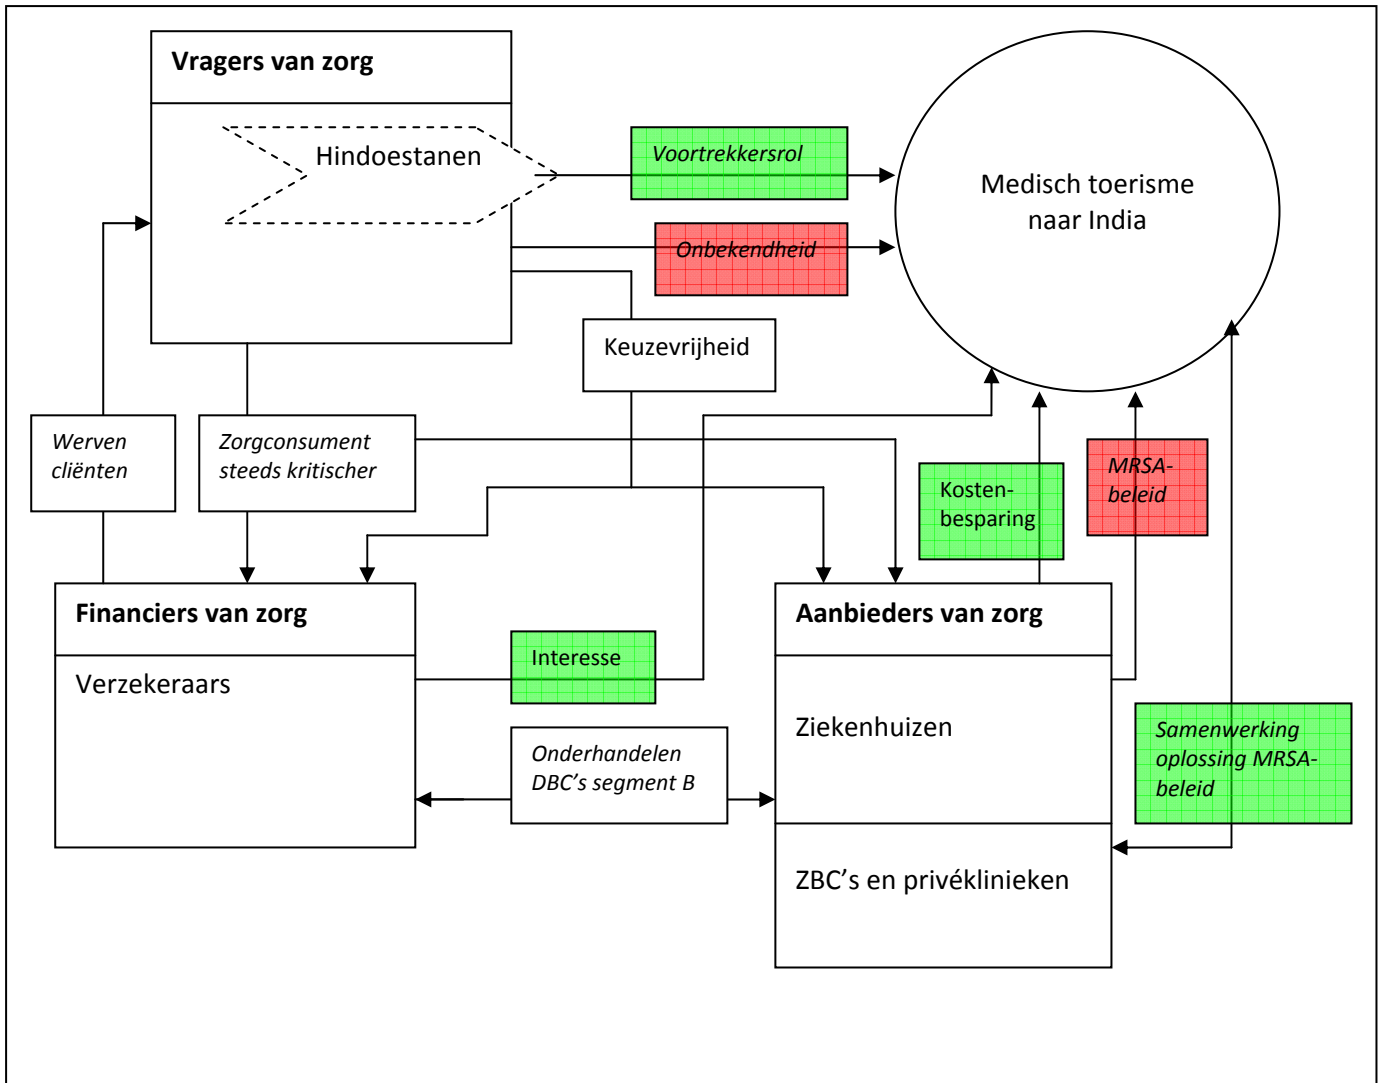 Vragers van zorg
Hindoestanen
Voortrekkersrol
Medisch toerisme
naar India
Onbekendheid
Keuzevrijheid
Werven
cliënten
Zorgconsument
steeds kritischer
Kosten-
besparing
MRSA-
beleid
Financiers van zorg
Verzekeraars
Interesse
Aanbieders van zorg
Ziekenhuizen
Onderhandelen
DBC’s segment B
Samenwerking
oplossing MRSA-
beleid
ZBC’s en privéklinieken